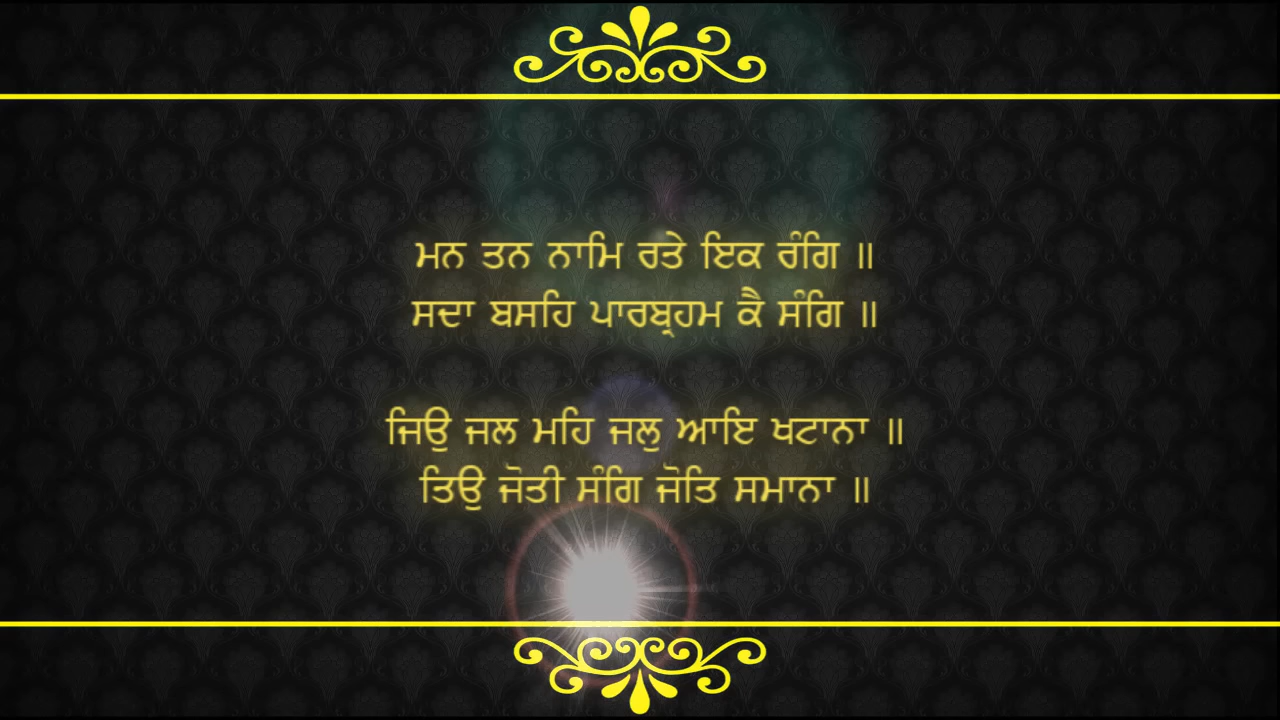 ਮਨ ਤਨ ਨਾਮਿ ਰਤੇ ਇਕ ਰੰਗਿ ॥
ਸਦਾ ਬਸਹਿ ਪਾਰਬ੍ਰਹਮ ਕੈ ਸੰਗਿ ॥
ਜਿਉ ਜਲ ਮਹਿ ਜਲੁ ਆਇ ਖਟਾਨਾ ॥
ਤਿਉ ਜੋਤੀ ਸੰਗਿ ਜੋਤਿ ਸਮਾਨਾ ॥